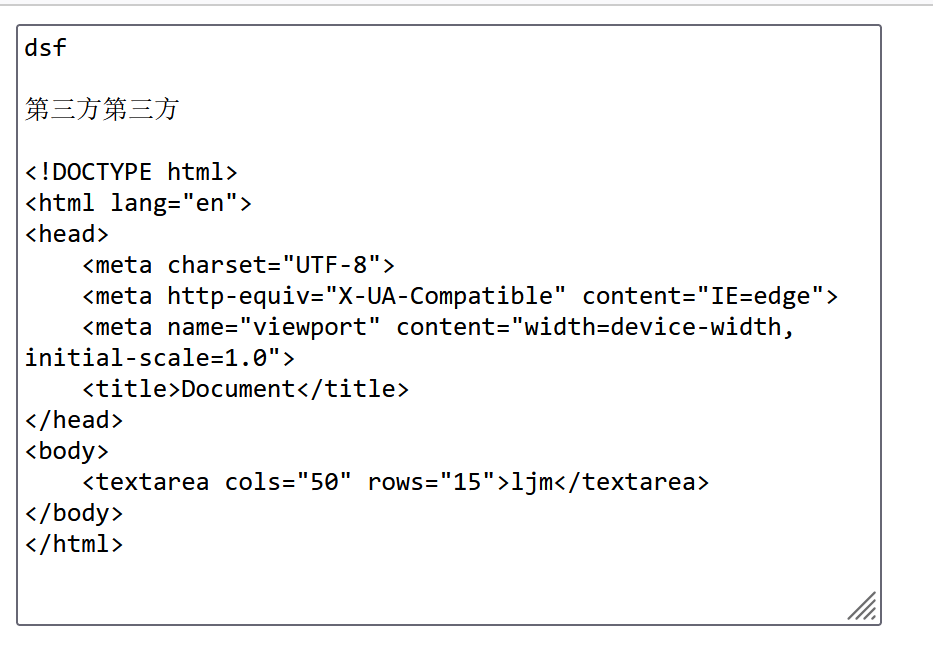 dsf
第三方第三方
<!DOCTYPE html>
<html lang="en">
<head>
    <meta charset="UTF-8">
    <meta http-equiv="X-UA-Compatible" content="IE=edge">
    <meta name="viewport" content="width=device-width,
initial-scale=1.0">
    <title>Document</title>
</head>
<body>
    <textarea cols="50" rows="15">ljm</textarea>
</body>
</html>